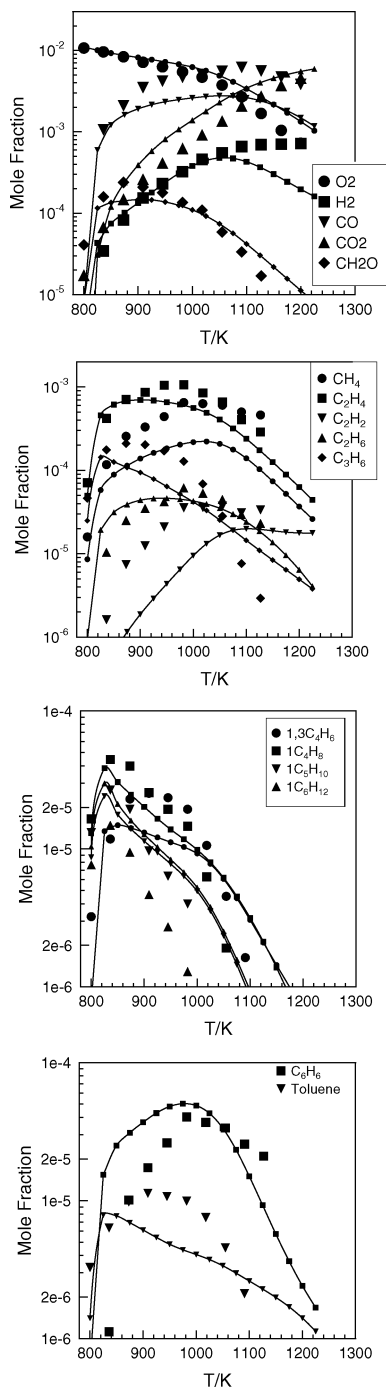 10-2
10-3
10-4
10-5
Mole Fraction
O2
H2
CO
CO2
CH2O
800 900 1000 1100 1200 1300
T/K
10-3
10-4
10-5
10-6
Mole Fraction
CH4
C2H4
C2H2
C2H6
C3H6
800 900 1000 1100 1200 1300
T/K
1e-4
2e-5
1e-5
2e-6
1e-6
Mole Fraction
1,3C4H6
1C4H8
1C5H10
1C6H12
800 900 1000 1100 1200 1300
T/K
1e-4
2e-5
1e-5
2e-6
1e-6
Mole Fraction
C6H6
Toluene
800 900 1000 1100 1200 1300
T/K